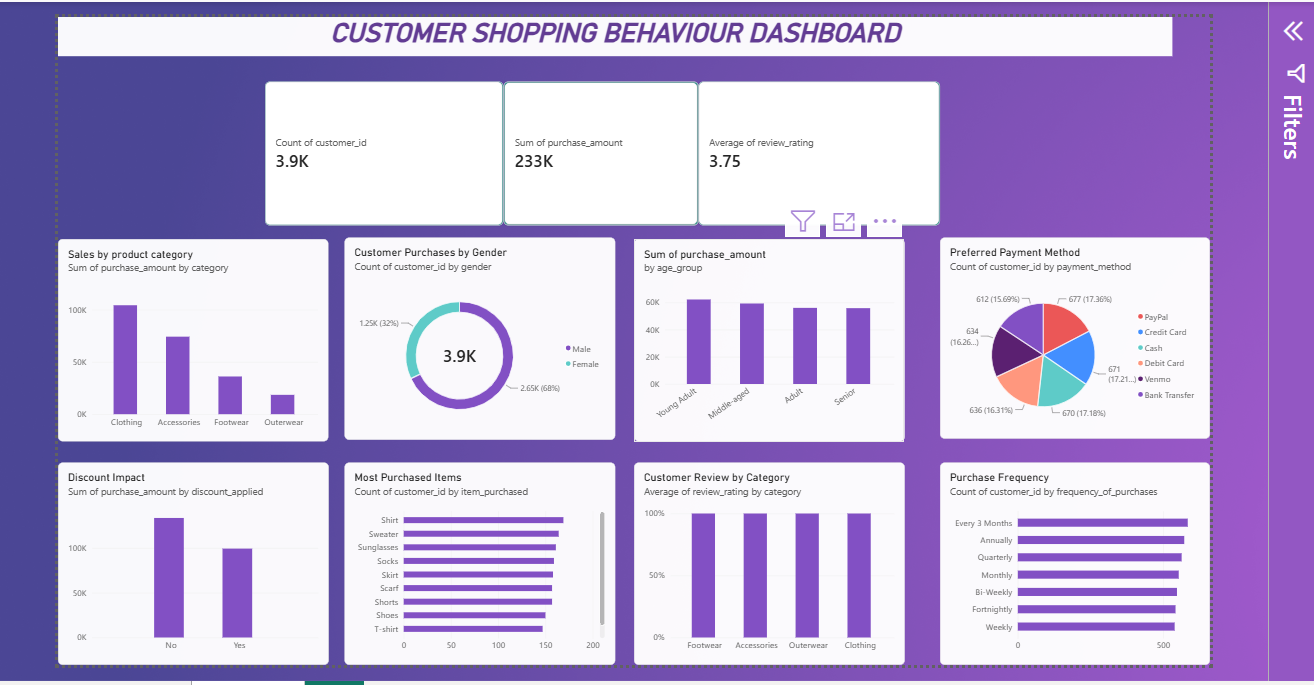 CUSTOMER SHOPPING BEHAVIOUR DASHBOARD
Filters
Count of customer_id
3.9K
Sum of purchase_amount
233K
Average of review_rating
3.75
Sales by product category
Sum of purchase_amount by category
100K
50K
0K
Clothing
Accessories
Footwear
Outerwear
Customer Purchases by Gender
Count of customer_id by gender
1.25K (32%)
3.9K
2.65K (68%)
Male
Female
Sum of purchase_amount
by age_group
60K
40K
20K
0K
Young Adult
Middle-aged
Adult
Senior
Preferred Payment Method
Count of customer_id by payment_method
612 (15.69%)
677 (17.36%)
634
(16.26...)
671
(17.21...)
636 (16.31%)
670 (17.18%)
PayPal
Credit Card
Cash
Debit Card
Venmo
Bank Transfer
Discount Impact
Sum of purchase_amount by discount_applied
100K
50K
0K
No
Yes
Most Purchased Items
Count of customer_id by item_purchased
Shirt
Sweater
Sunglasses
Socks
Skirt
Scarf
Shorts
Shoes
T-shirt
0
50
100
150
200
Customer Review by Category
Average of review_rating by category
100%
50%
0%
Footwear
Accessories
Outerwear
Clothing
Purchase Frequency
Count of customer_id by frequency_of_purchases
Every 3 Months
Annually
Quarterly
Monthly
Bi-Weekly
Fortnightly
Weekly
0
500